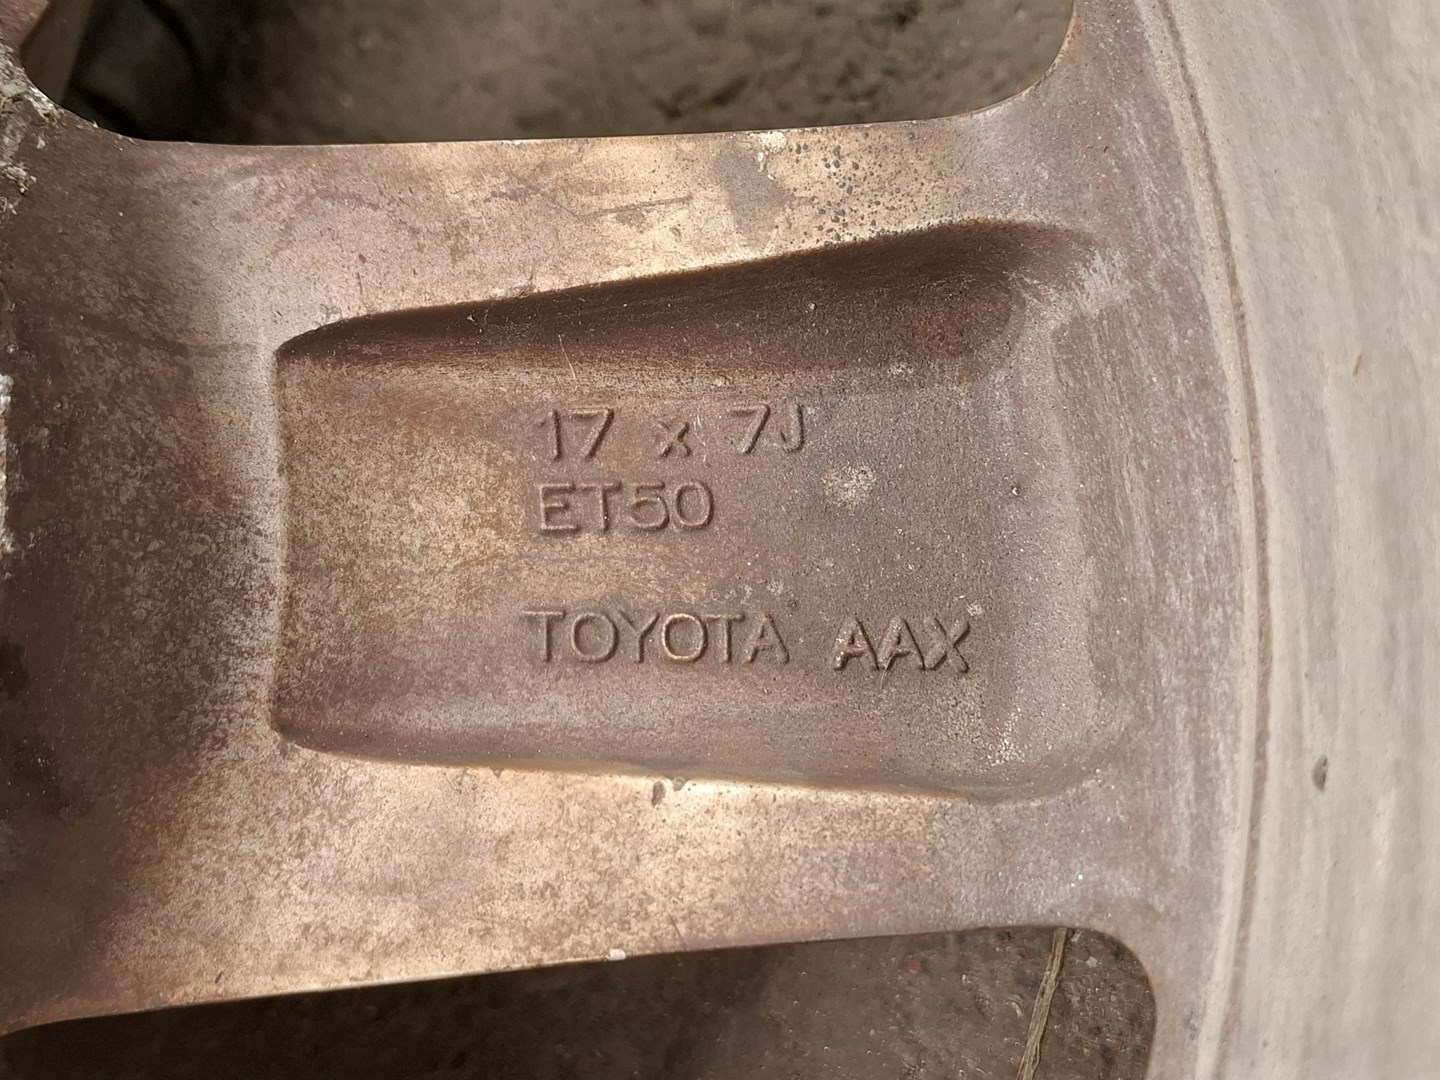 17 x 7J
ET50
TOYOTA AAX